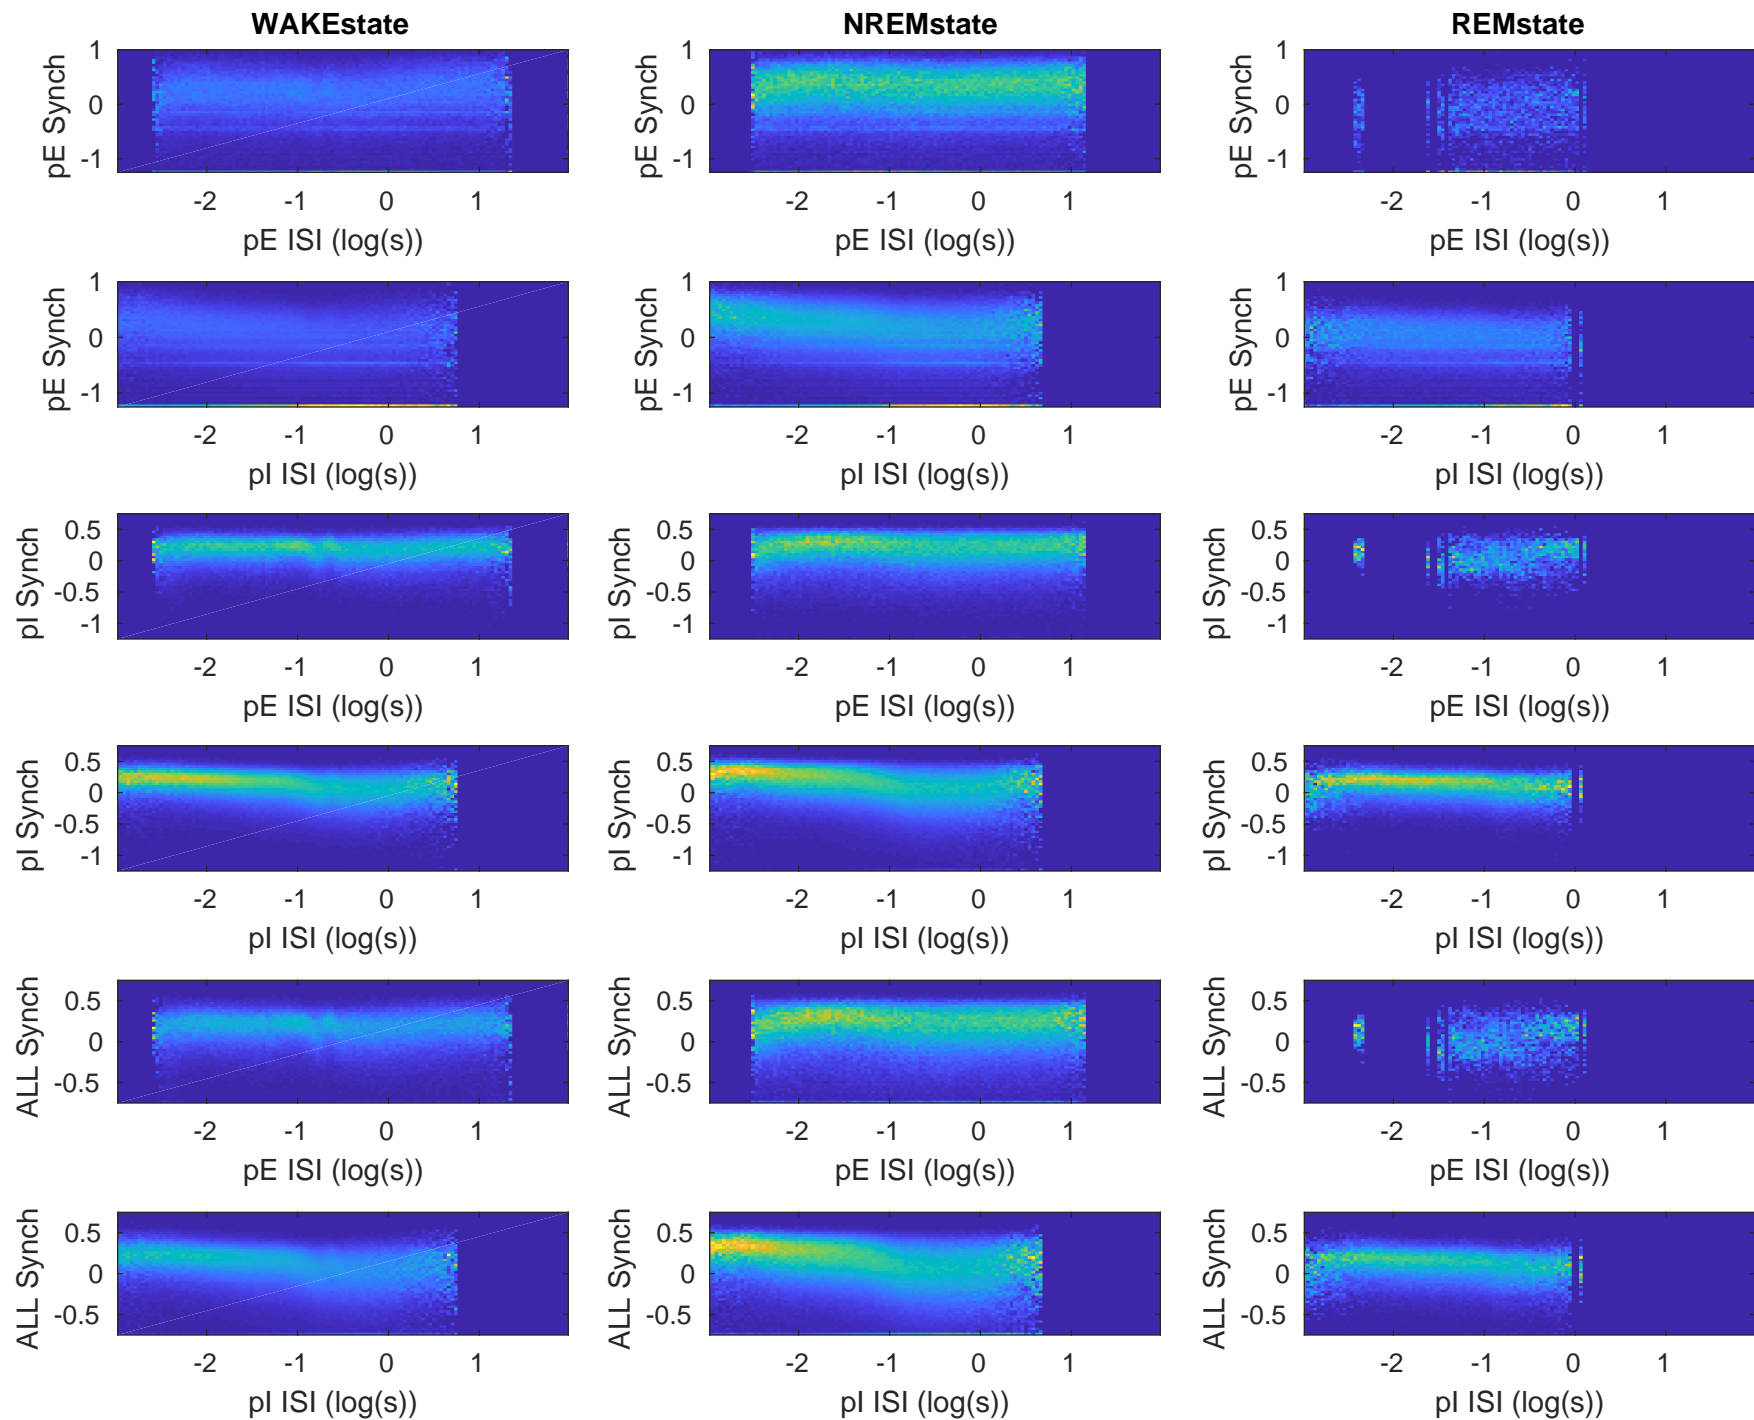 WAKEstate NREMstate REMstate
pE Synch 1 0 -1 pE Synch 1 0 -1 pE Synch 1 0 -1
-2 -1 0 1 -2 -1 0 1 -2 -1 0 1
pE ISI (log(s)) pE ISI (log(s)) pE ISI (log(s))
pE Synch 1 0 -1 pE Synch 1 0 -1 pE Synch 1 0 -1
-2 -1 0 1 -2 -1 0 1 -2 -1 0 1
pI ISI (log(s)) pI ISI (log(s)) pI ISI (log(s))
pI Synch 0.5 0 -0.5 -1 pI Synch 0.5 0 -0.5 -1 pI Synch 0.5 0 -0.5 -1
-2 -1 0 1 -2 -1 0 1 -2 -1 0 1
pE ISI (log(s)) pE ISI (log(s)) pE ISI (log(s))
pI Synch 0.5 0 -0.5 -1 pI Synch 0.5 0 -0.5 -1 pI Synch 0.5 0 -0.5 -1
-2 -1 0 1 -2 -1 0 1 -2 -1 0 1
pI ISI (log(s)) pI ISI (log(s)) pI ISI (log(s))
ALL Synch 0.5 0 -0.5 ALL Synch 0.5 0 -0.5 ALL Synch 0.5 0 -0.5
-2 -1 0 1 -2 -1 0 1 -2 -1 0 1
pE ISI (log(s)) pE ISI (log(s)) pE ISI (log(s))
ALL Synch 0.5 0 -0.5 ALL Synch 0.5 0 -0.5 ALL Synch 0.5 0 -0.5
-2 -1 0 1 -2 -1 0 1 -2 -1 0 1
pI ISI (log(s)) pI ISI (log(s)) pI ISI (log(s))